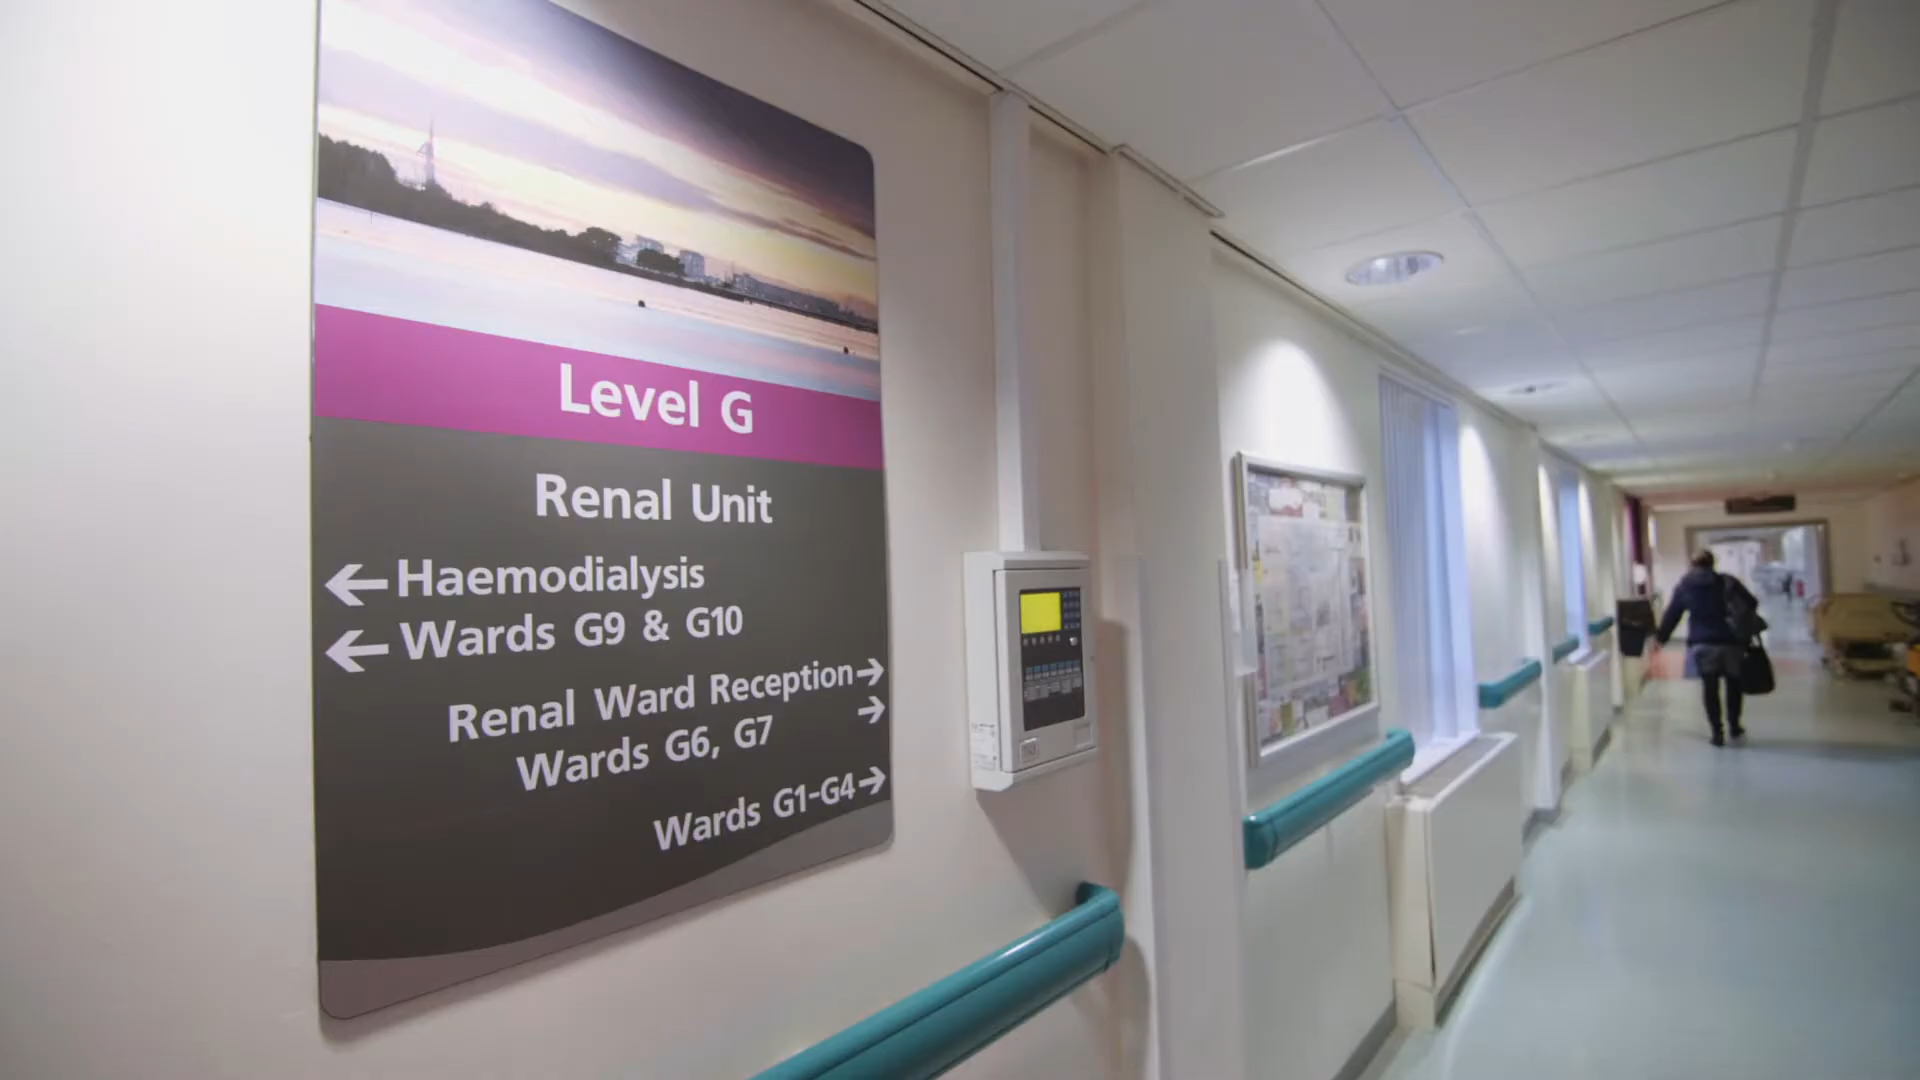 Level G
Renal Unit
← Haemodialysis
← Wards G9 & G10
Renal Ward Reception →
Wards G6, G7 →
Wards G1-G4 →